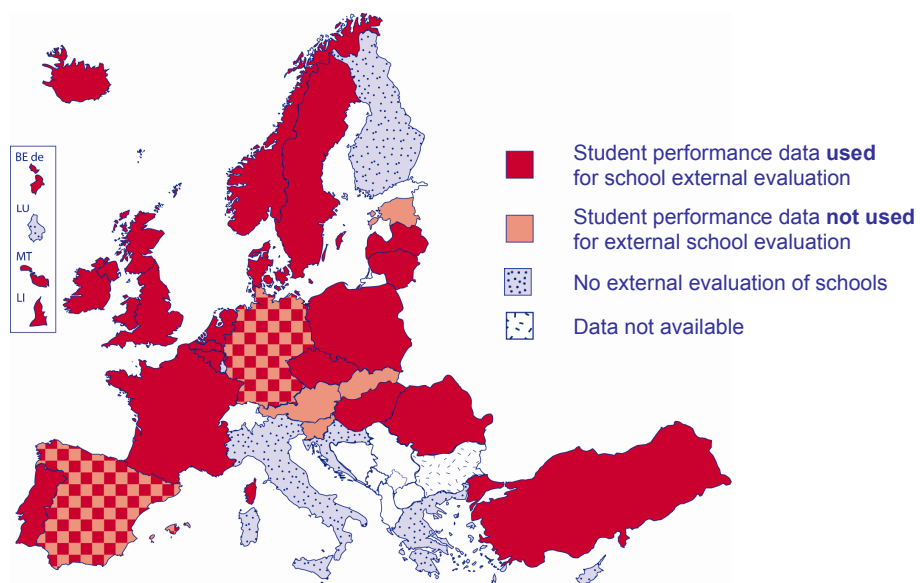 BE de
LU
MT
LI
Student performance data used
for school external evaluation
Student performance data not used
for external school evaluation
No external evaluation of schools
Data not available